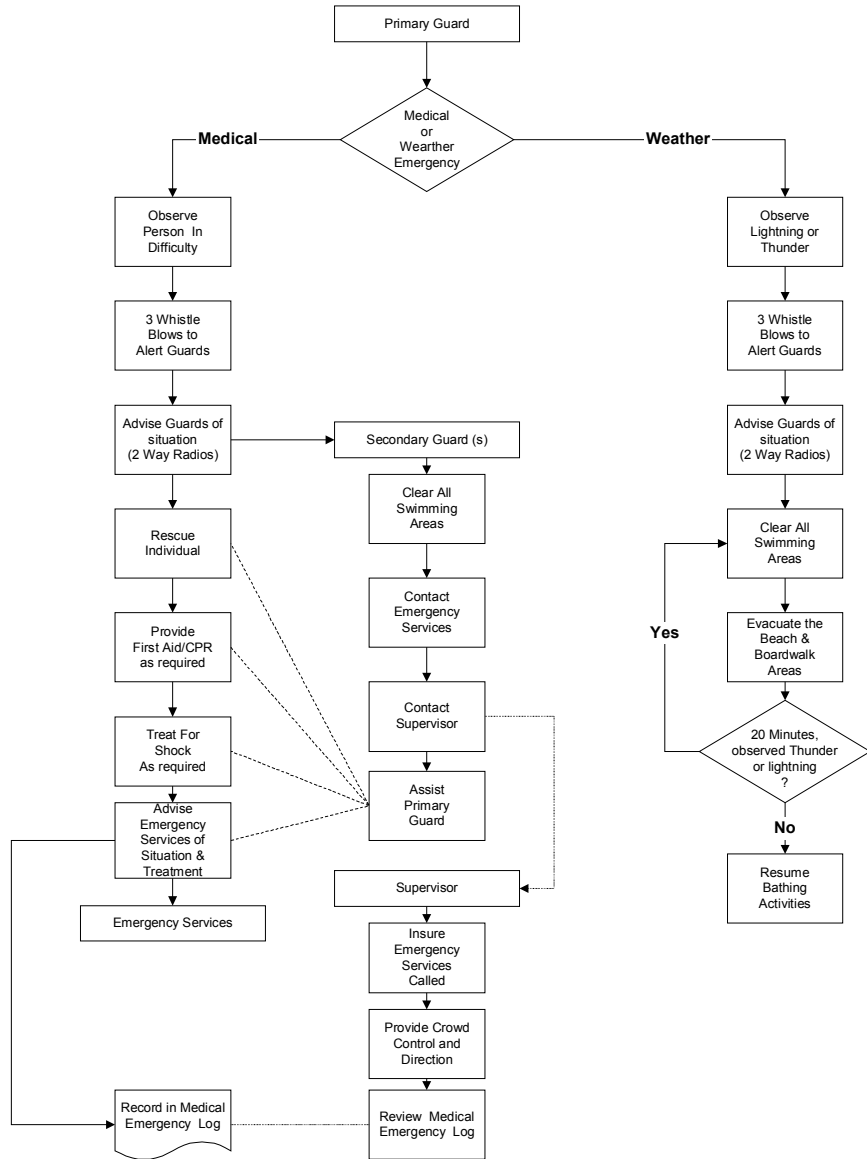 Primary Guard
Medical
or
Wearther
Emergency
Medical
Weather
Observe
Person In
Difficulty
3 Whistle
Blows to
Alert Guards
Advise Guards of
situation
(2 Way Radios)
Rescue
Individual
Provide
First Aid/CPR
as required
Treat For
Shock
As required
Advise
Emergency
Services of
Situation &
Treatment
Emergency Services
Record in Medical
Emergency Log
Secondary Guard (s)
Clear All
Swimming
Areas
Contact
Emergency
Services
Contact
Supervisor
Assist
Primary
Guard
Supervisor
Insure
Emergency
Services
Called
Provide Crowd
Control and
Direction
Review Medical
Emergency Log
Observe
Lightning or
Thunder
3 Whistle
Blows to
Alert Guards
Advise Guards of
situation
(2 Way Radios)
Clear All
Swimming
Areas
Yes
Evacuate the
Beach &
Boardwalk
Areas
20 Minutes,
observed Thunder
or lightning
?
No
Resume
Bathing
Activities